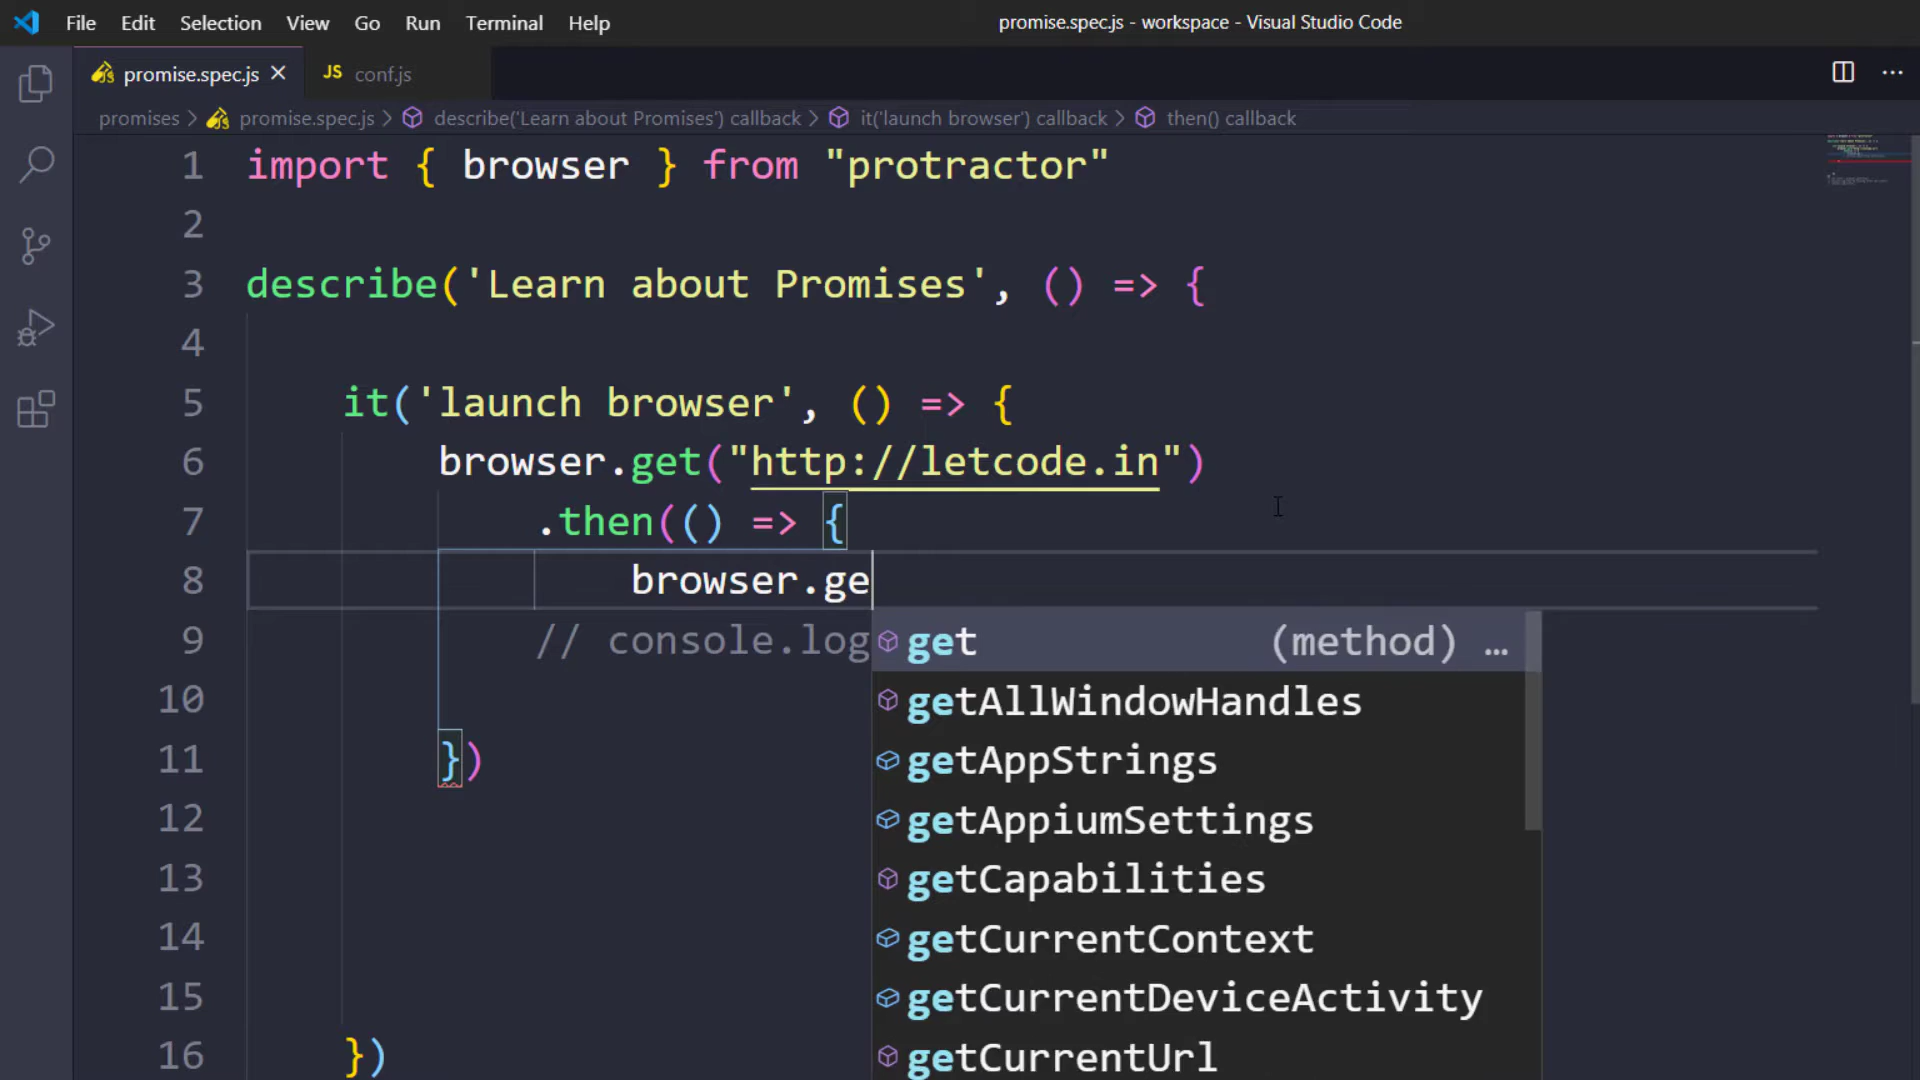 File Edit Selection View Go Run Terminal Help promise.spec.js - workspace - Visual Studio Code
promise.spec.js JS conf.js
promises > promise.spec.js > describe('Learn about Promises') callback > it('launch browser') callback > then() callback
1 import { browser } from "protractor"
2
3 describe('Learn about Promises', () => {
4
5 it('launch browser', () => {
6 browser.get("http://letcode.in")
7 .then(() => {
8 browser.ge
9 // console.log
get (method) ...
10 getAllWindowHandles
11 }) getAppStrings
12 getAppiumSettings
13 getCapabilities
14 getCurrentContext
15 getCurrentDeviceActivity
16 }) getCurrentUrl